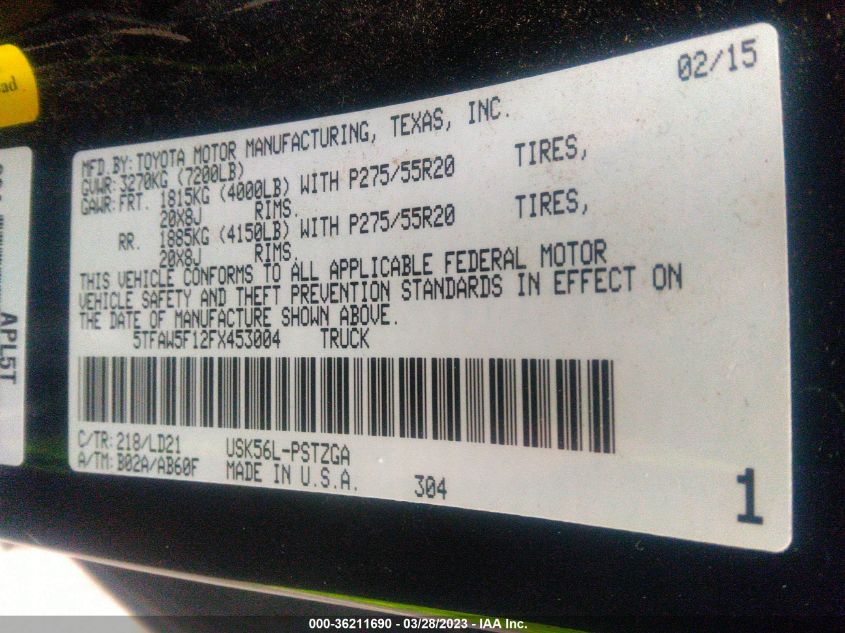 02/15
MFD.BY: TOYOTA MOTOR MANUFACTURING, TEXAS, INC.
GVWR: 3270KG (7200LB)
GAWR: FRT. 1815KG (4000LB) WITH P275/55R20 TIRES,
20X8J RIMS.
RR. 1885KG (4150LB) WITH P275/55R20 TIRES,
20X8J RIMS.
THIS VEHICLE CONFORMS TO ALL APPLICABLE FEDERAL MOTOR
VEHICLE SAFETY AND THEFT PREVENTION STANDARDS IN EFFECT ON
THE DATE OF MANUFACTURE SHOWN ABOVE.
5TFAW5F12FX453004 TRUCK
C/TR: 218/LD21 USK56L-PSTZGA
A/TM: B02A/AB60F MADE IN U.S.A. 304
1
APL5T
000-36211690 - 03/28/2023 - IAA Inc.